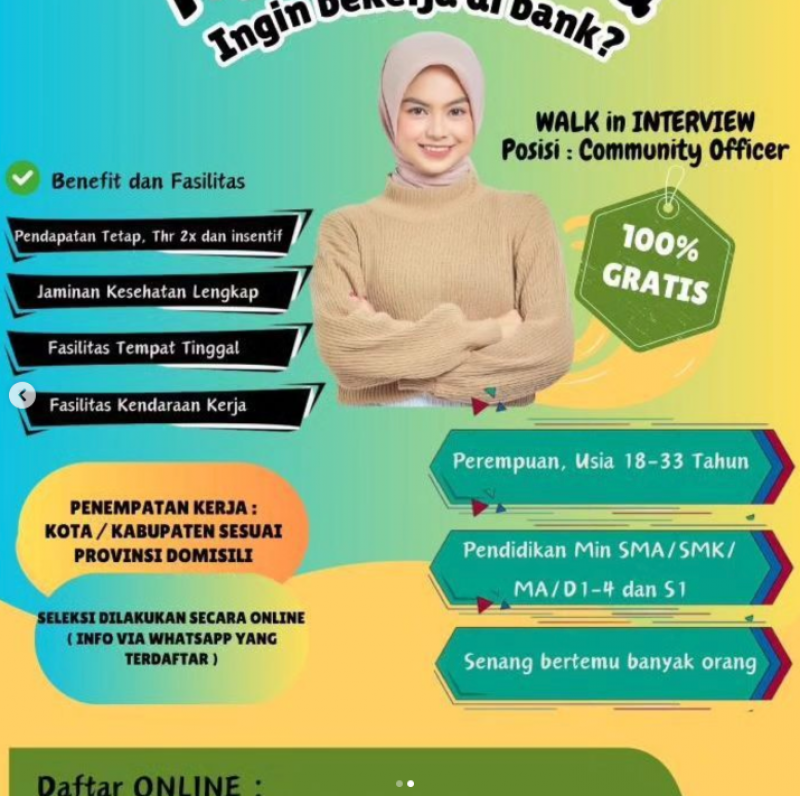 Ingin bekerja di bank?
WALK in INTERVIEW
Posisi : Community Officer
Benefit dan Fasilitas
Pendapatan Tetap, Thr 2x dan insentif
Jaminan Kesehatan Lengkap
Fasilitas Tempat Tinggal
Fasilitas Kendaraan Kerja
100%
GRATIS
Perempuan, Usia 18-33 Tahun
Pendidikan Min SMA/SMK/
MA/D1-4 dan S1
Senang bertemu banyak orang
PENEMPATAN KERJA :
KOTA / KABUPATEN SESUAI
PROVINSI DOMISILI
SELEKSI DILAKUKAN SECARA ONLINE
( INFO VIA WHATSAPP YANG
TERDAFTAR )
Daftar ONLINE :